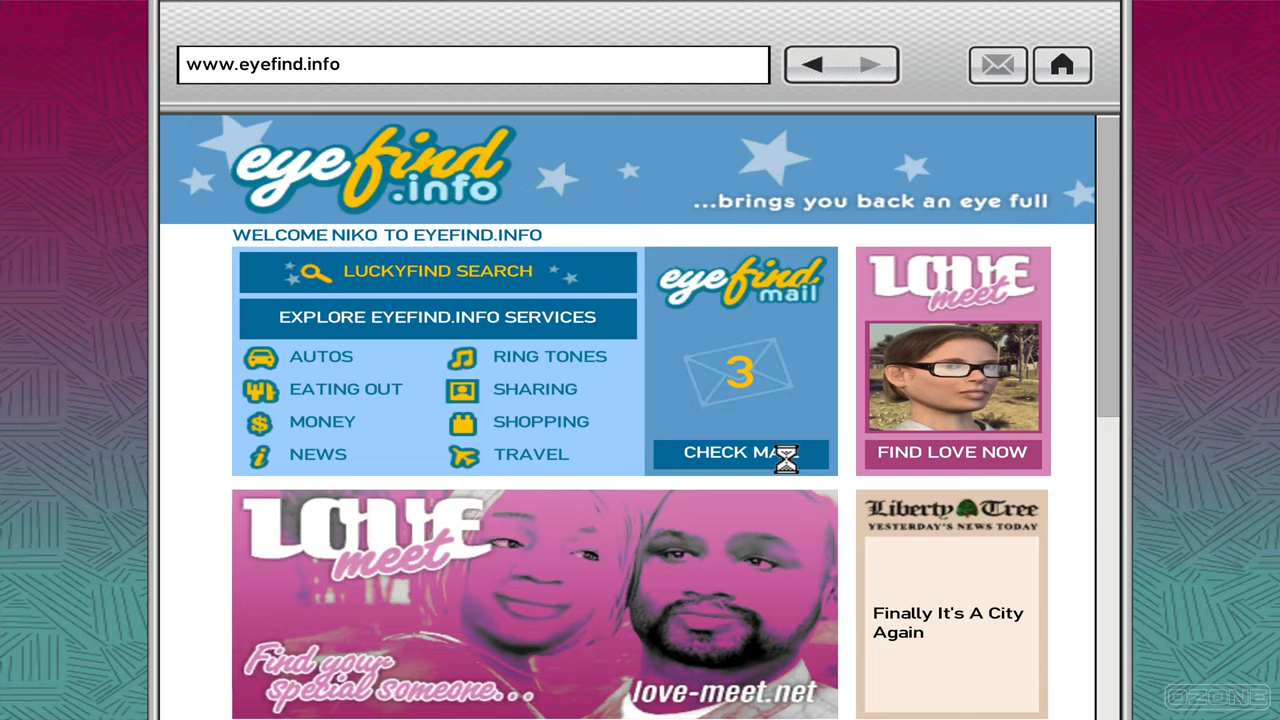 www.eyefind.info
eyefind
.info
...brings you back an eye full
WELCOME NIKO TO EYEFIND.INFO
LUCKYFIND SEARCH
EXPLORE EYEFIND.INFO SERVICES
AUTOS
RING TONES
EATING OUT
SHARING
MONEY
SHOPPING
NEWS
TRAVEL
eyefind
mail
3
CHECK
LOVE
meet
FIND LOVE NOW
LOVE
meet
Find your
special someone...
love-meet.net
Liberty Tree
YESTERDAY'S NEWS TODAY
Finally It's A City
Again
OZONE